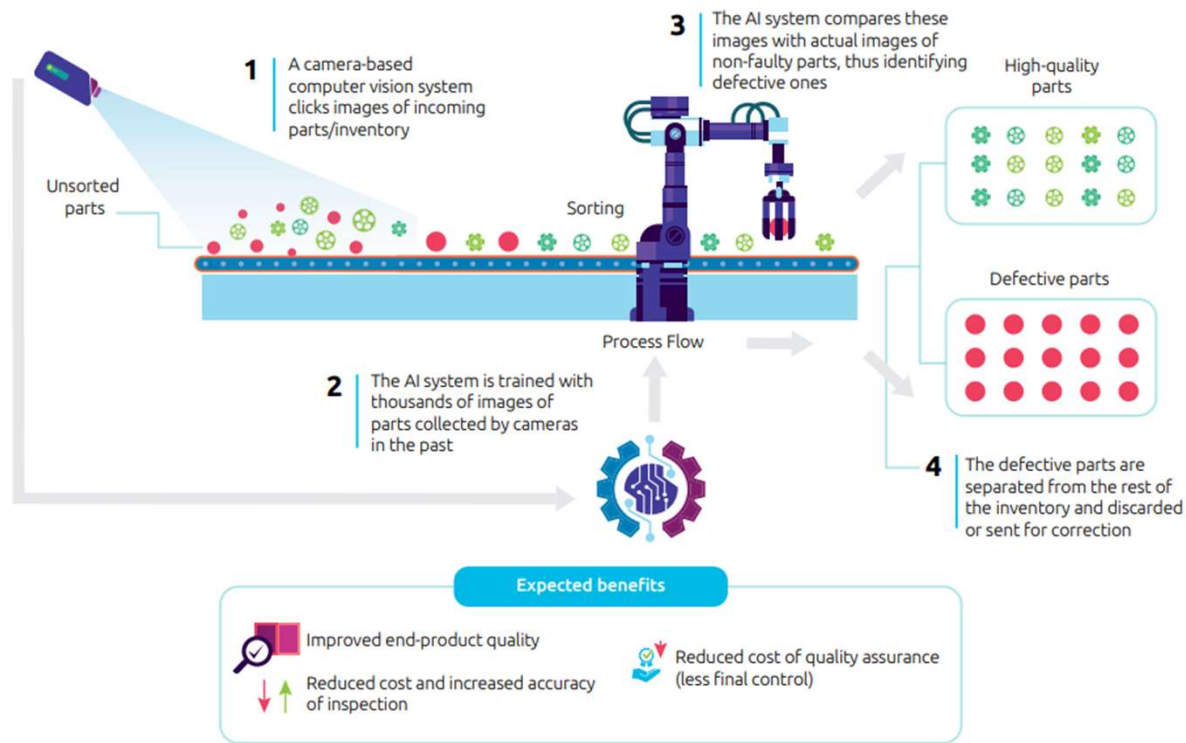 1
A camera-based
computer vision system
clicks images of incoming
parts/inventory
3
The AI system compares these
images with actual images of
non-faulty parts, thus identifying
defective ones
High-quality
parts
Unsorted
parts
Sorting
Defective parts
Process Flow
2
The AI system is trained with
thousands of images of
parts collected by cameras
in the past
4
The defective parts are
separated from the rest of
the inventory and discarded
or sent for correction
Expected benefits
Improved end-product quality
Reduced cost and increased accuracy
of inspection
Reduced cost of quality assurance
(less final control)